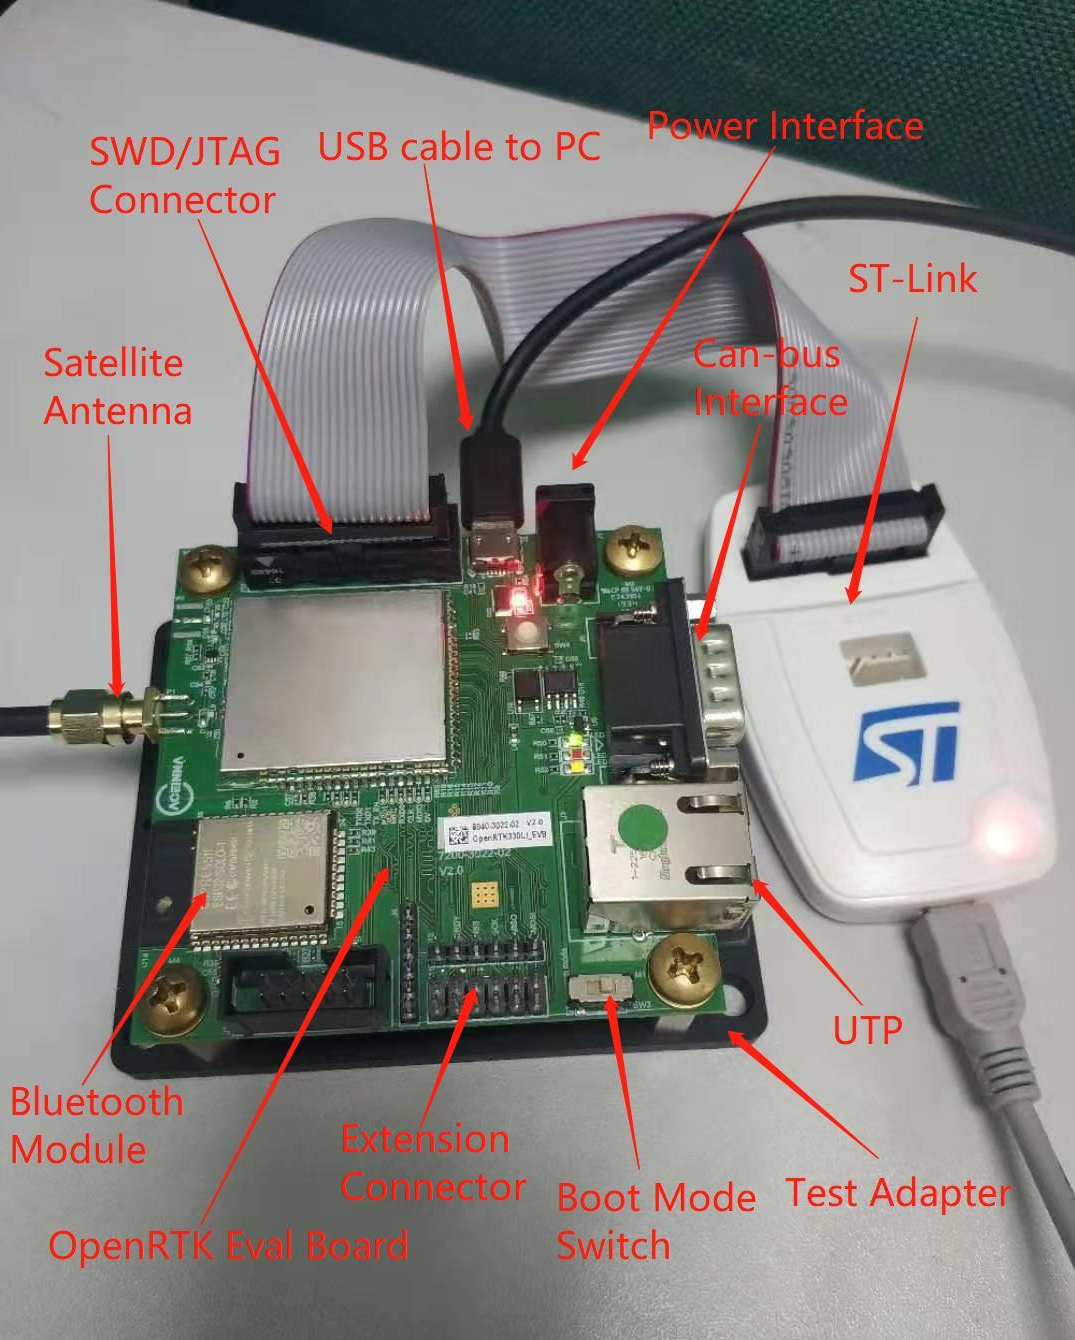 Power Interface
SWD/JTAG
Connector
USB cable to PC
ST-Link
Can-bus
Interface
Satellite
Antenna
ACEINNA
8040-3022-02 V2.0
OpenRTK330LI_EVB
7200-3022-02
V2.0
SW3
UTP
Bluetooth
Module
Extension
Connector
Boot Mode
Switch
Test Adapter
OpenRTK Eval Board